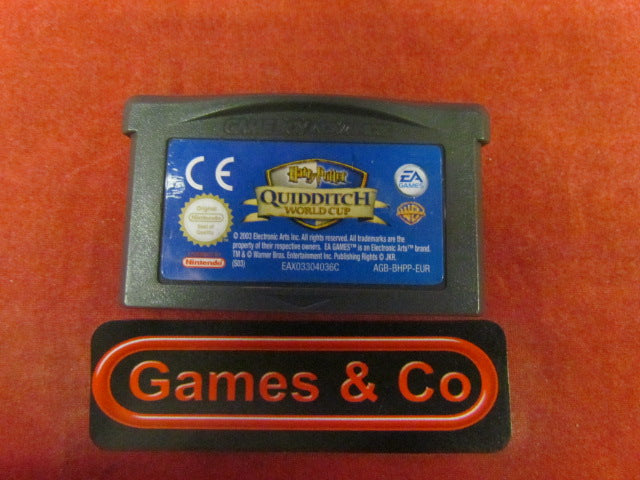 GAME BOY ADVANCE
CE
Harry Potter
QUIDDITCH
WORLD CUP
EA
GAMES
WB
Original
Nintendo
Seal of
Quality
© 2003 Electronic Arts Inc. All rights reserved. All trademarks are the
property of their respective owners. EA GAMES™ is an Electronic Arts™ brand.
TM & © Warner Bros. Entertainment Inc. Publishing Rights © JKR.
Nintendo
(S03)
EAX03304036C
AGB-BHPP-EUR
Games & Co